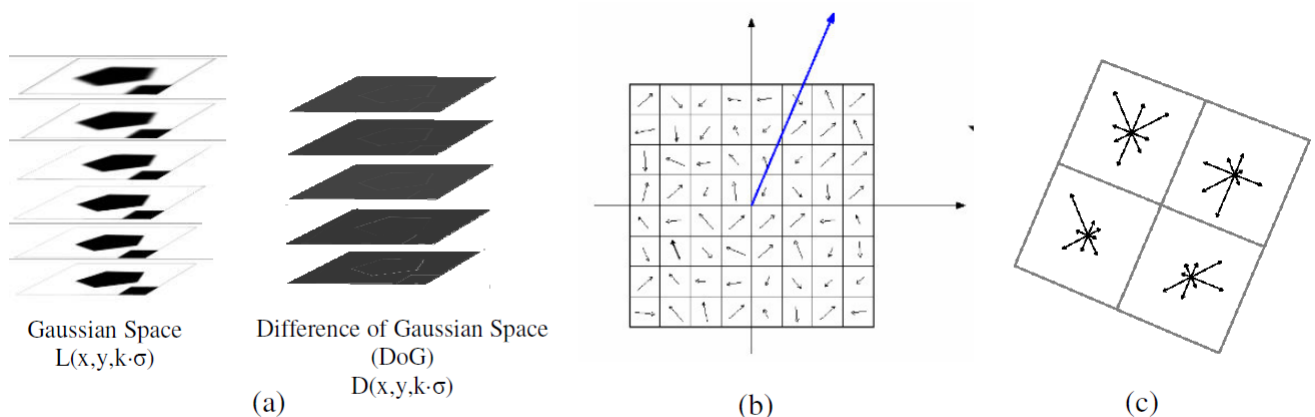 Gaussian Space
L(x,y,k·σ)
Difference of Gaussian Space
(DoG)
D(x,y,k·σ)
(a)
(b)
(c)